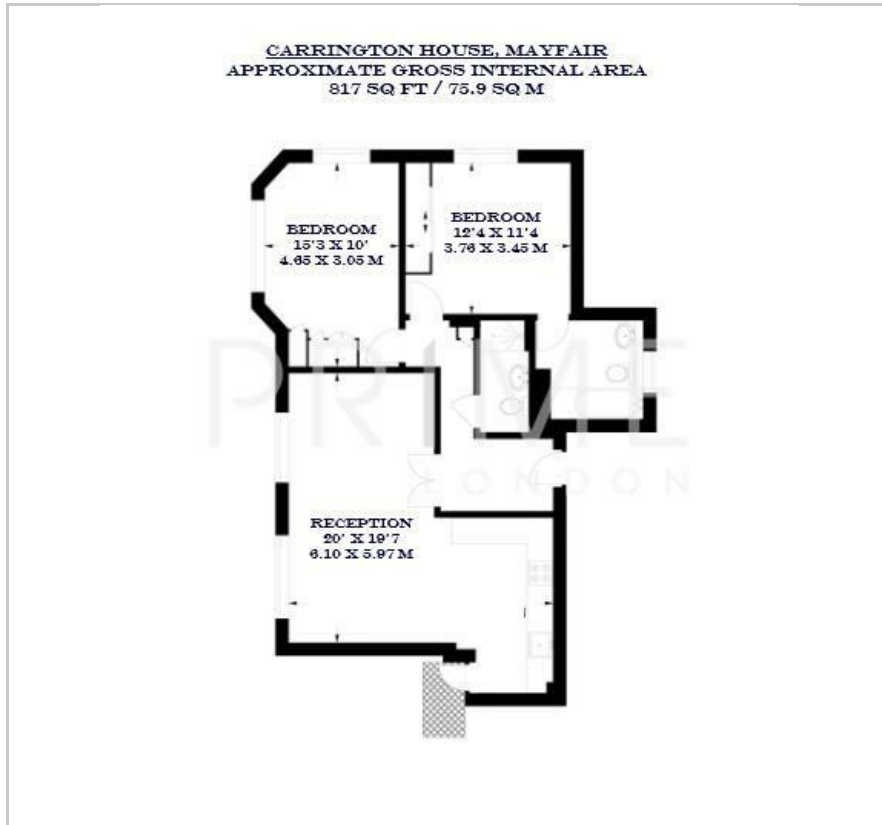 CARRINGTON HOUSE, MAYFAIR
APPROXIMATE GROSS INTERNAL AREA
817 SQ FT / 75.9 SQ M
BEDROOM
15'3 X 10'
4.65 X 3.05 M
BEDROOM
12'4 X 11'4
3.76 X 3.45 M
PRIME
LONDON
RECEPTION
20' X 19'7
6.10 X 5.97 M